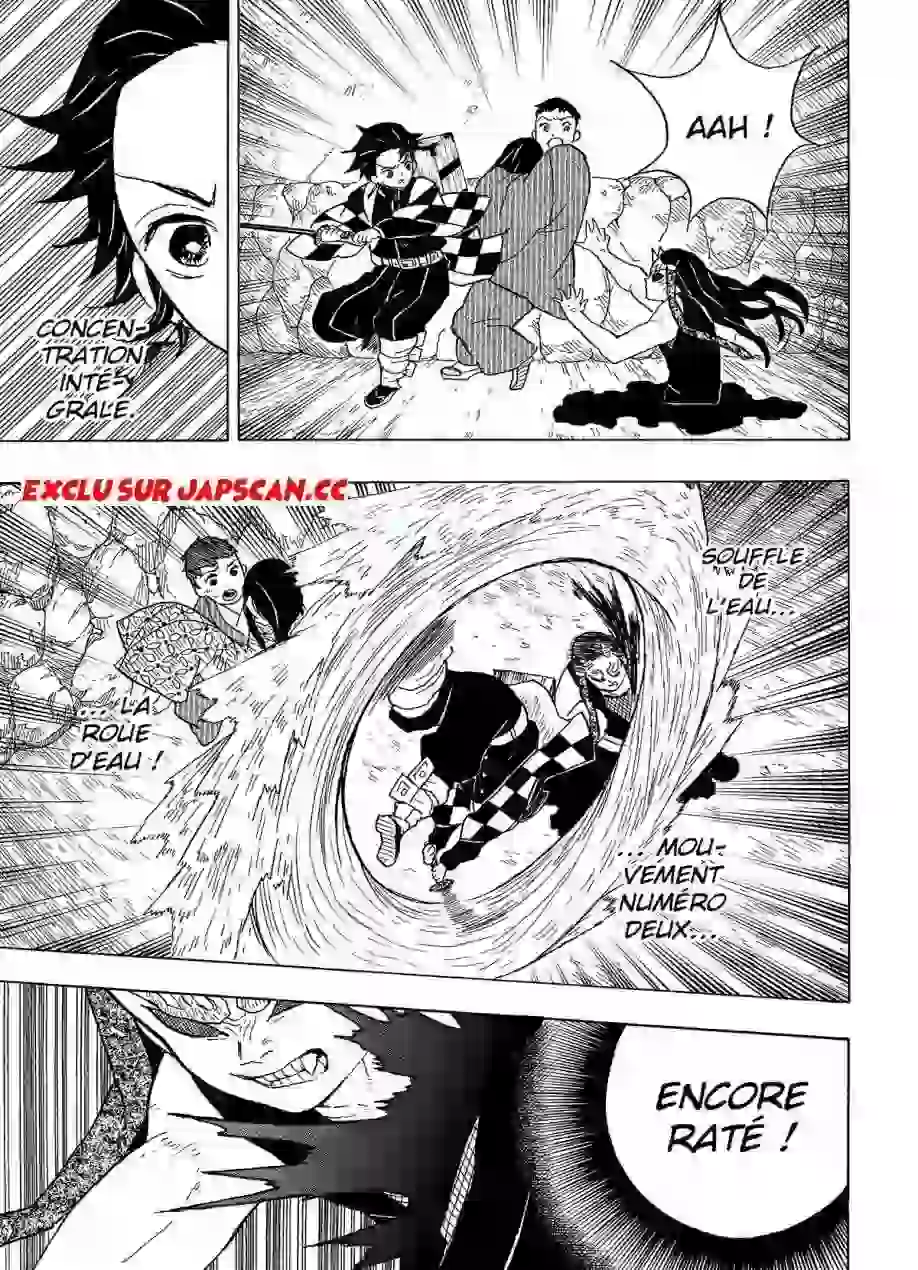 AAH !
CONCEN-
TRATION
INTÉ-
GRALE.
EXCLU SUR JAPSCAN.CC
SOUFFLE
DE
L'EAU...
... MOU-
VEMENT
NUMÉRO
DEUX...
... LA
ROUE
D'EAU !
ENCORE
RATÉ !